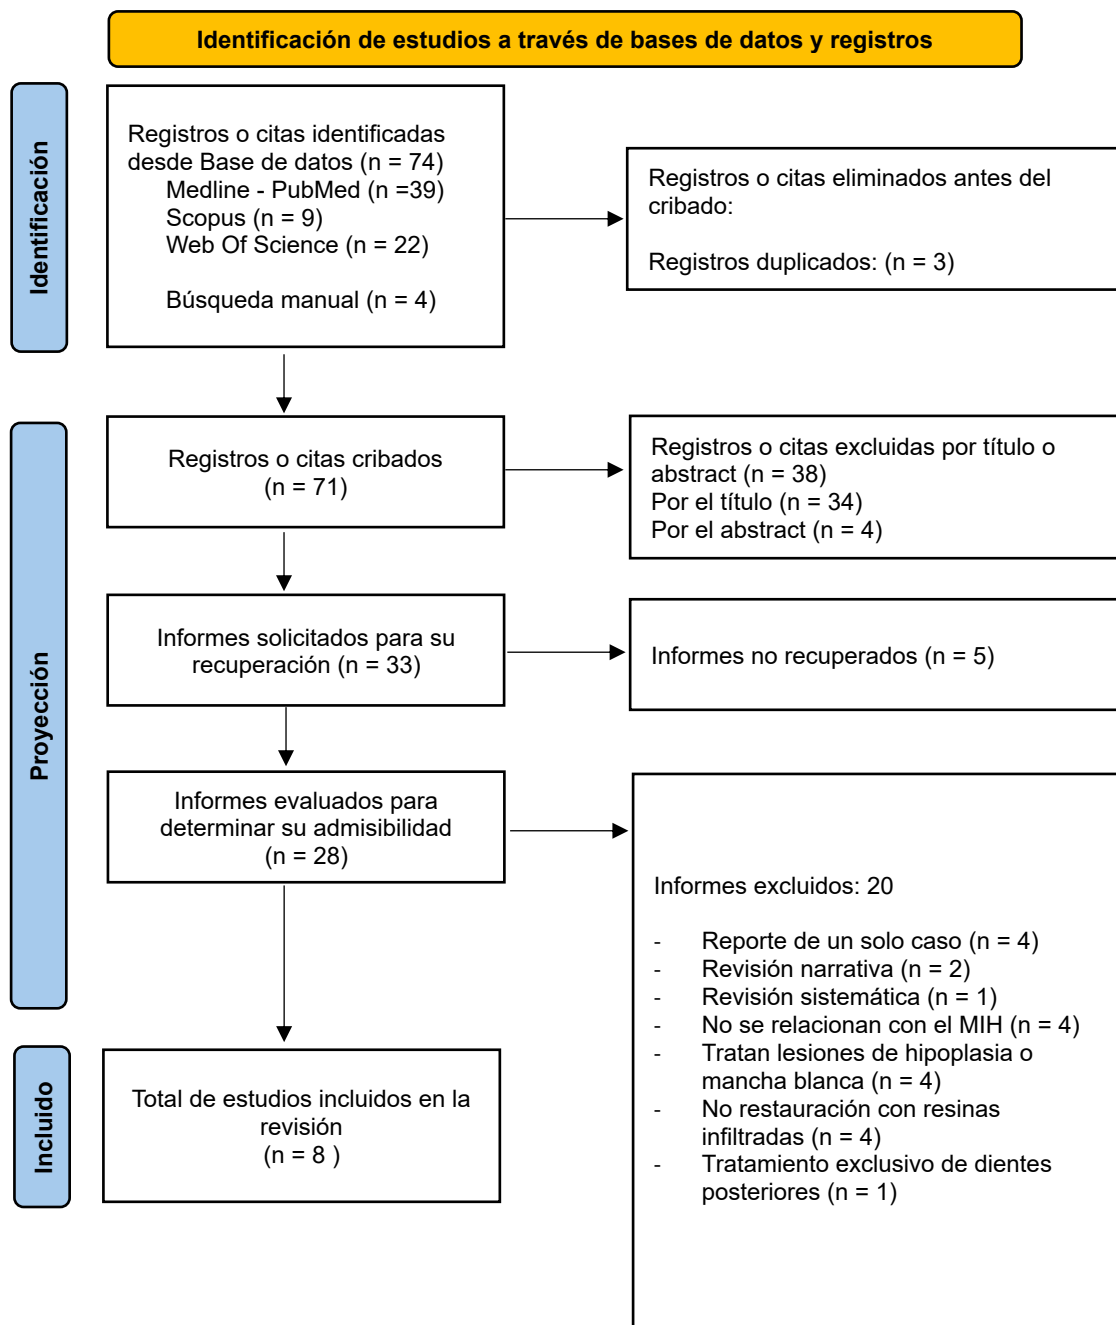 Identificación de estudios a través de bases de datos y registros
Identificación
Registros o citas identificadas
desde Base de datos (n = 74)
Medline - PubMed (n =39)
Scopus (n = 9)
Web Of Science (n = 22)
Búsqueda manual (n = 4)
Registros o citas eliminados antes del
cribado:
Registros duplicados: (n = 3)
Proyección
Registros o citas cribados
(n = 71)
Registros o citas excluidas por título o
abstract (n = 38)
Por el título (n = 34)
Por el abstract (n = 4)
Informes solicitados para su
recuperación (n = 33)
Informes no recuperados (n = 5)
Informes evaluados para
determinar su admisibilidad
(n = 28)
Informes excluidos: 20
- Reporte de un solo caso (n = 4)
- Revisión narrativa (n = 2)
- Revisión sistemática (n = 1)
- No se relacionan con el MIH (n = 4)
- Tratan lesiones de hipoplasia o
mancha blanca (n = 4)
- No restauración con resinas
infiltradas (n = 4)
- Tratamiento exclusivo de dientes
posteriores (n = 1)
Incluido
Total de estudios incluidos en la
revisión
(n = 8 )